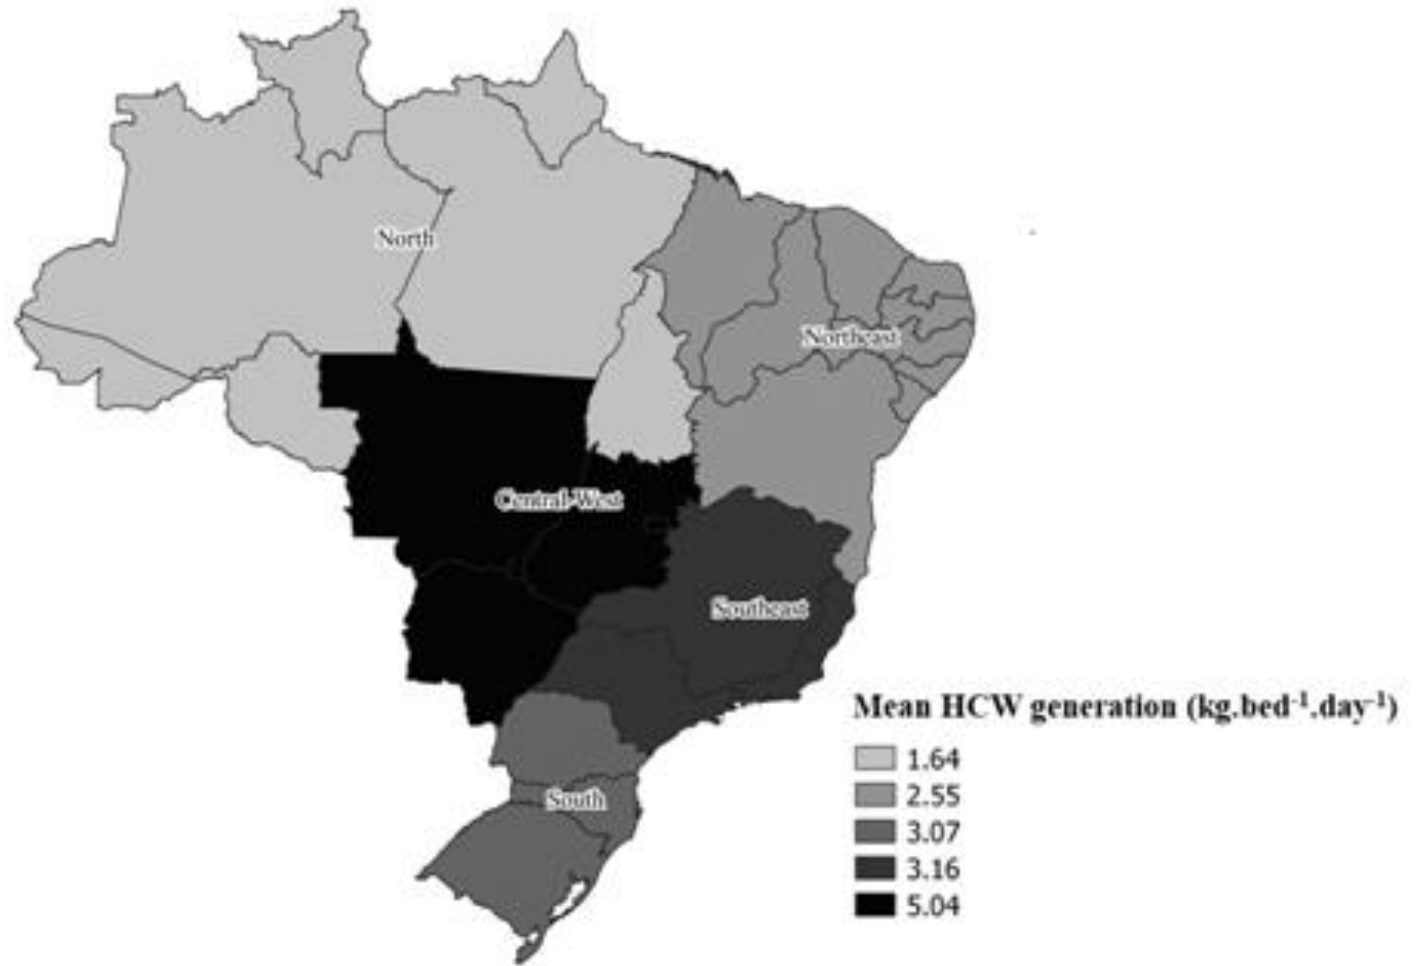 North
Northeast
Central-West
Southeast
Mean HCW generation (kg.bed⁻¹.day⁻¹)
1.64
2.55
South
3.07
3.16
5.04